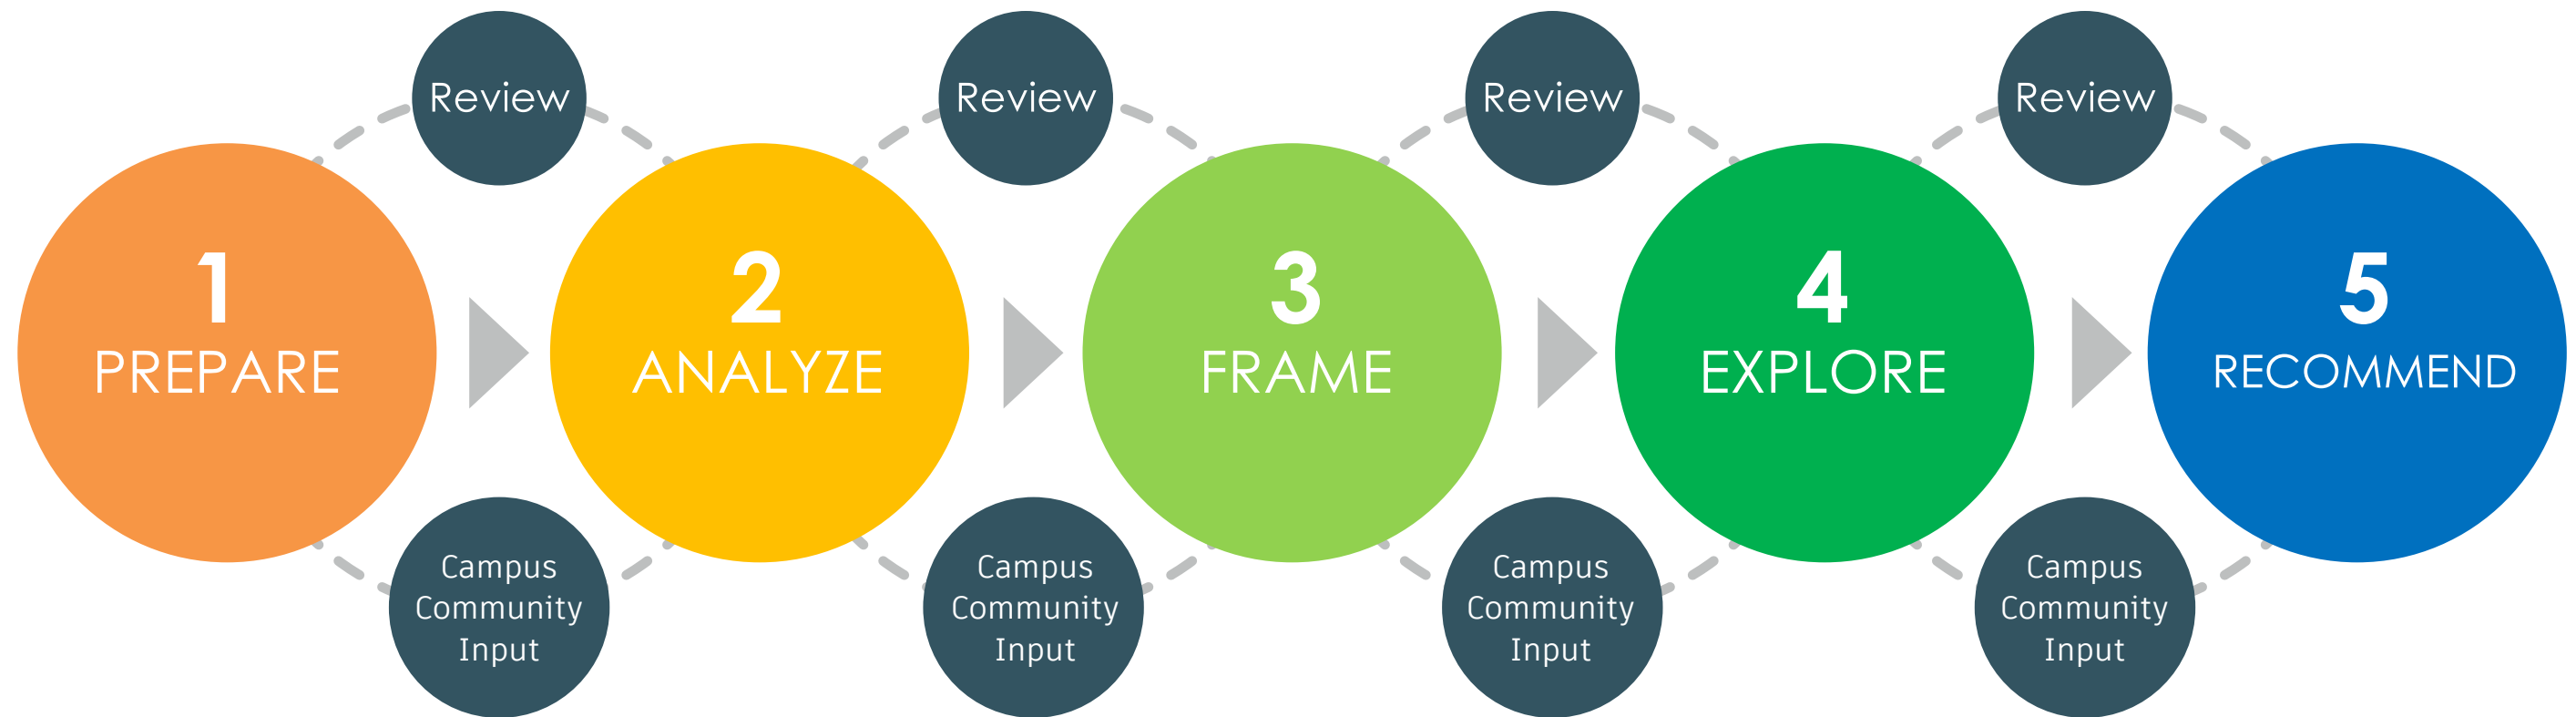 Review
Review
Review
Review
1
PREPARE
2
ANALYZE
3
FRAME
4
EXPLORE
5
RECOMMEND
Campus
Community
Input
Campus
Community
Input
Campus
Community
Input
Campus
Community
Input